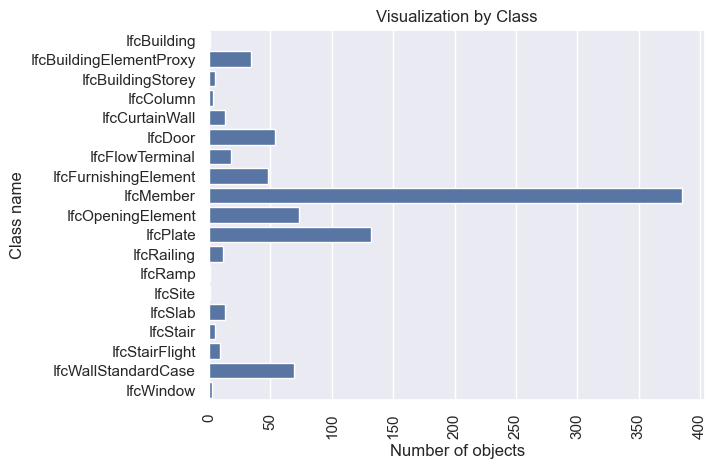 Visualization by Class
Class name
IfcBuilding
IfcBuildingElementProxy
IfcBuildingStorey
IfcColumn
IfcCurtainWall
IfcDoor
IfcFlowTerminal
IfcFurnishingElement
IfcMember
IfcOpeningElement
IfcPlate
IfcRailing
IfcRamp
IfcSite
IfcSlab
IfcStair
IfcStairFlight
IfcWallStandardCase
IfcWindow
0 50 100 150 200 250 300 350 400
Number of objects